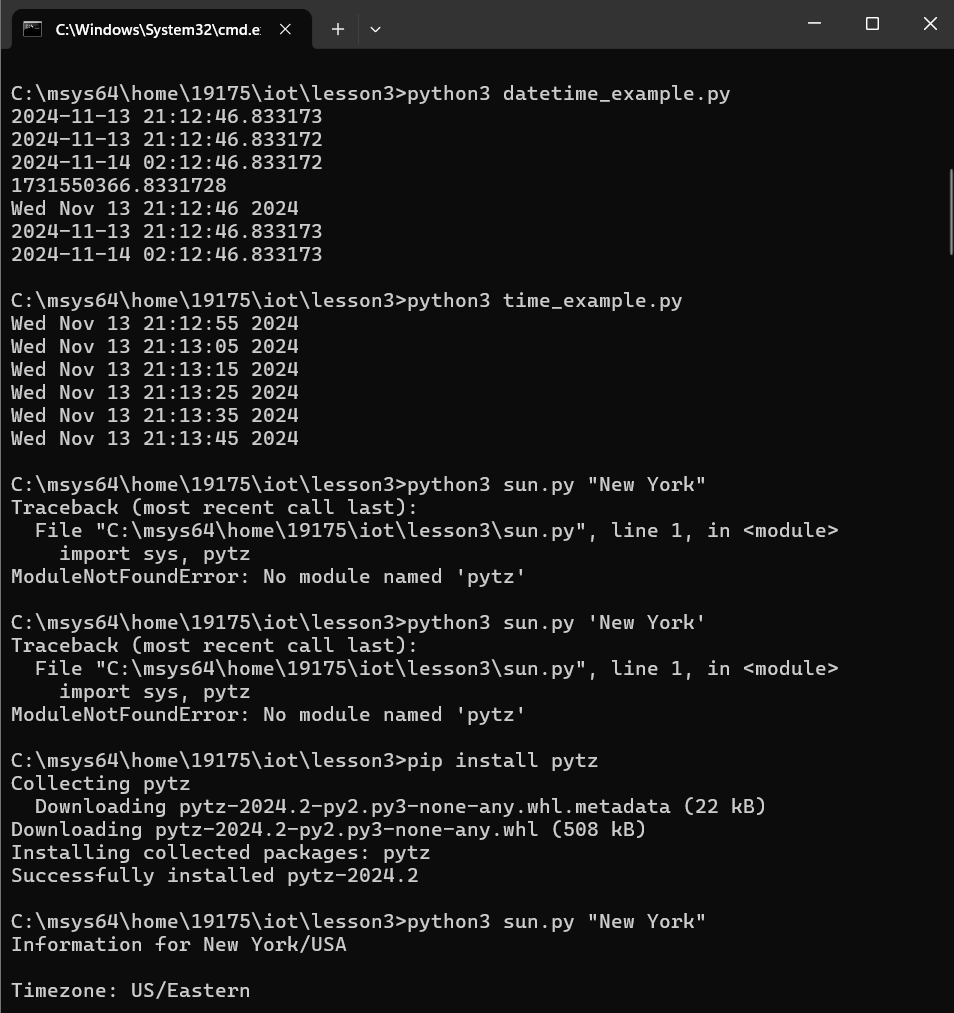 C:\Windows\System32\cmd.e
C:\msys64\home\19175\iot\lesson3>python3 datetime_example.py
2024-11-13 21:12:46.833173
2024-11-13 21:12:46.833172
2024-11-14 02:12:46.833172
1731550366.8331728
Wed Nov 13 21:12:46 2024
2024-11-13 21:12:46.833173
2024-11-14 02:12:46.833173
C:\msys64\home\19175\iot\lesson3>python3 time_example.py
Wed Nov 13 21:12:55 2024
Wed Nov 13 21:13:05 2024
Wed Nov 13 21:13:15 2024
Wed Nov 13 21:13:25 2024
Wed Nov 13 21:13:35 2024
Wed Nov 13 21:13:45 2024
C:\msys64\home\19175\iot\lesson3>python3 sun.py "New York"
Traceback (most recent call last):
  File "C:\msys64\home\19175\iot\lesson3\sun.py", line 1, in <module>
    import sys, pytz
ModuleNotFoundError: No module named 'pytz'
C:\msys64\home\19175\iot\lesson3>python3 sun.py 'New York'
Traceback (most recent call last):
  File "C:\msys64\home\19175\iot\lesson3\sun.py", line 1, in <module>
    import sys, pytz
ModuleNotFoundError: No module named 'pytz'
C:\msys64\home\19175\iot\lesson3>pip install pytz
Collecting pytz
  Downloading pytz-2024.2-py2.py3-none-any.whl.metadata (22 kB)
Downloading pytz-2024.2-py2.py3-none-any.whl (508 kB)
Installing collected packages: pytz
Successfully installed pytz-2024.2
C:\msys64\home\19175\iot\lesson3>python3 sun.py "New York"
Information for New York/USA
Timezone: US/Eastern